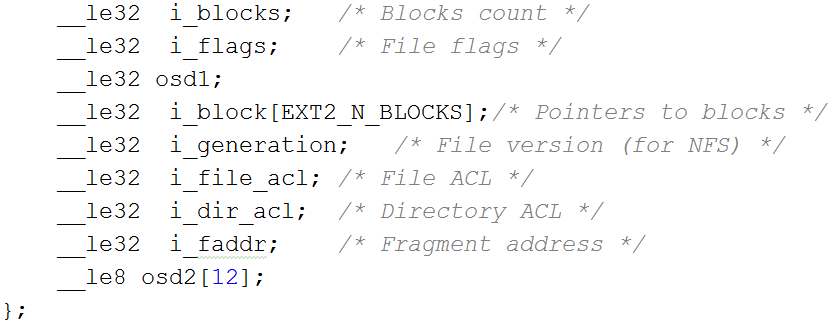 __le32  i_blocks;   /* Blocks count */
__le32  i_flags;    /* File flags */
__le32 osd1;
__le32  i_block[EXT2_N_BLOCKS];/* Pointers to blocks */
__le32  i_generation;   /* File version (for NFS) */
__le32  i_file_acl; /* File ACL */
__le32  i_dir_acl;  /* Directory ACL */
__le32  i_faddr;    /* Fragment address */
__le8 osd2[12];
};